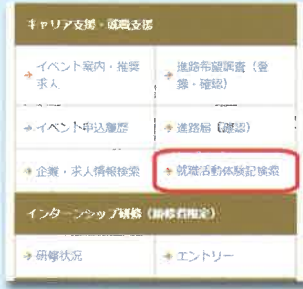 キャリア支援・就職支援
イベント案内・推奨
求人
進路希望調査（登
録・確認）
イベント申込履歴
進路届（確認）
企業・求人情報検索
就職活動体験記検索
インターンシップ研修（研修者限定）
研修状況
エントリー